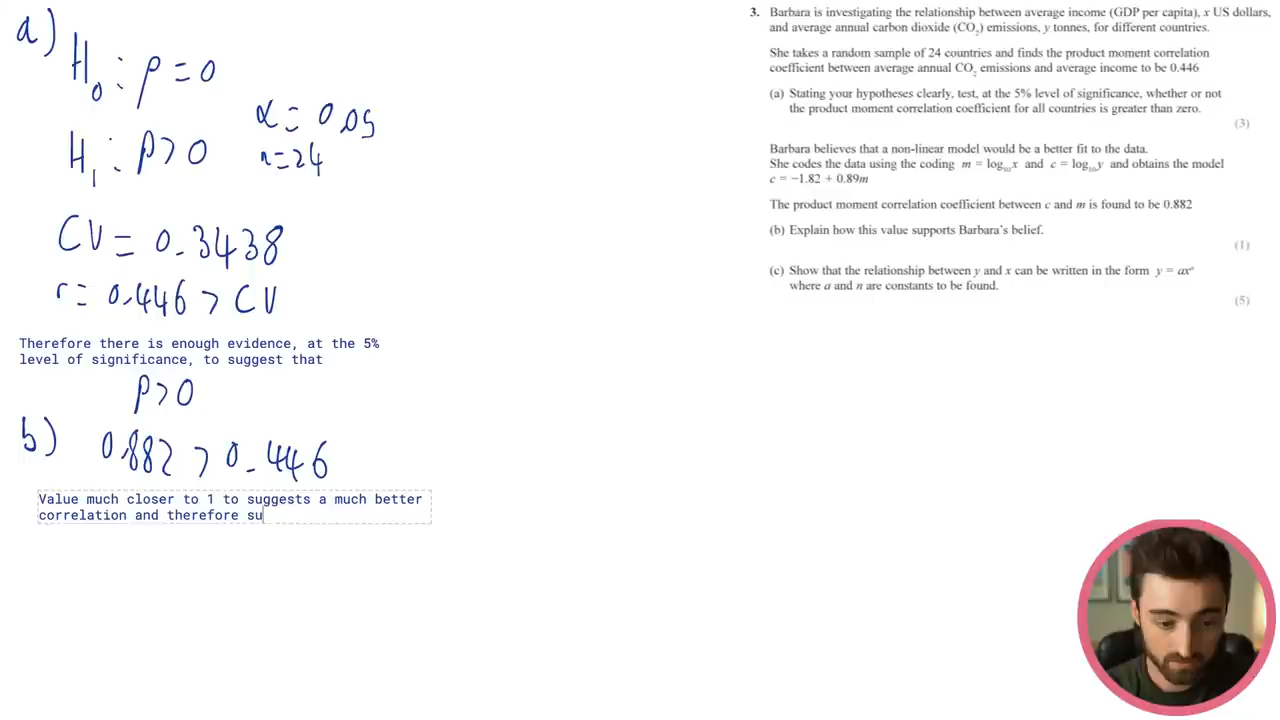 a)
H₀ : ρ = 0
α = 0.05
H₁ : ρ > 0
n = 24
CV = 0.3438
r = 0.446 > CV
Therefore there is enough evidence, at the 5%
level of significance, to suggest that
ρ > 0
b)
0.882 > 0.446
Value much closer to 1 to suggests a much better
correlation and therefore su
3. Barbara is investigating the relationship between average income (GDP per capita), x US dollars,
and average annual carbon dioxide (CO₂) emissions, y tonnes, for different countries.
She takes a random sample of 24 countries and finds the product moment correlation
coefficient between average annual CO₂ emissions and average income to be 0.446
(a) Stating your hypotheses clearly, test, at the 5% level of significance, whether or not
the product moment correlation coefficient for all countries is greater than zero.
(3)
Barbara believes that a non-linear model would be a better fit to the data.
She codes the data using the coding m = log₁₀x and c = log₁₀y and obtains the model
c = −1.82 + 0.89m
The product moment correlation coefficient between c and m is found to be 0.882
(b) Explain how this value supports Barbara's belief.
(1)
(c) Show that the relationship between y and x can be written in the form y = axⁿ
where a and n are constants to be found.
(5)